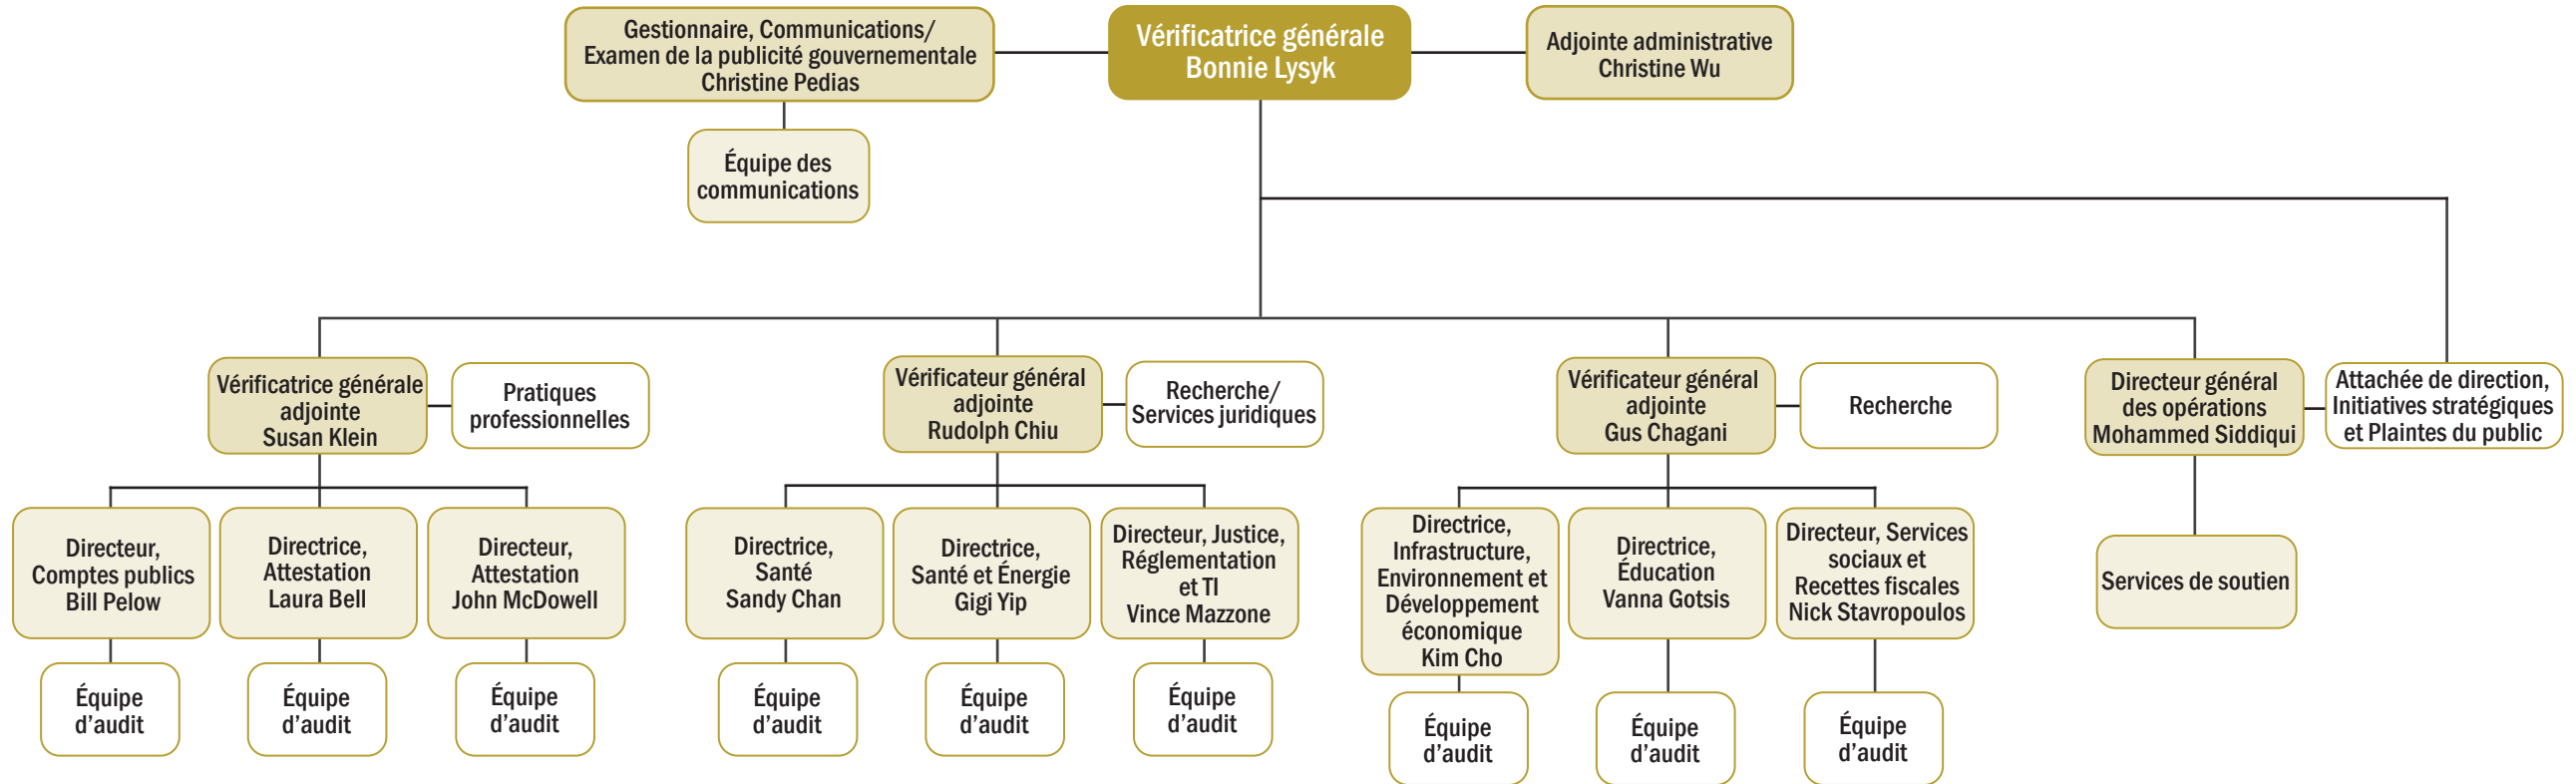 Gestionnaire, Communications/
Examen de la publicité gouvernementale
Christine Pedias
Vérificatrice générale
Bonnie Lysyk
Adjointe administrative
Christine Wu
Équipe des
communications
Vérificatrice générale
adjointe
Susan Klein
Pratiques
professionnelles
Vérificateur général
adjointe
Rudolph Chiu
Recherche/
Services juridiques
Vérificateur général
adjointe
Gus Chagani
Recherche
Directeur général
des opérations
Mohammed Siddiqui
Attachée de direction,
Initiatives stratégiques
et Plaintes du public
Directeur,
Comptes publics
Bill Pelow
Directrice,
Attestation
Laura Bell
Directeur,
Attestation
John McDowell
Directrice,
Santé
Sandy Chan
Directrice,
Santé et Énergie
Gigi Yip
Directeur, Justice,
Réglementation
et TI
Vince Mazzone
Directrice,
Infrastructure,
Environnement et
Développement
économique
Kim Cho
Directrice,
Éducation
Vanna Gotsis
Directeur, Services
sociaux et
Recettes fiscales
Nick Stavropoulos
Services de soutien
Équipe
d’audit
Équipe
d’audit
Équipe
d’audit
Équipe
d’audit
Équipe
d’audit
Équipe
d’audit
Équipe
d’audit
Équipe
d’audit
Équipe
d’audit